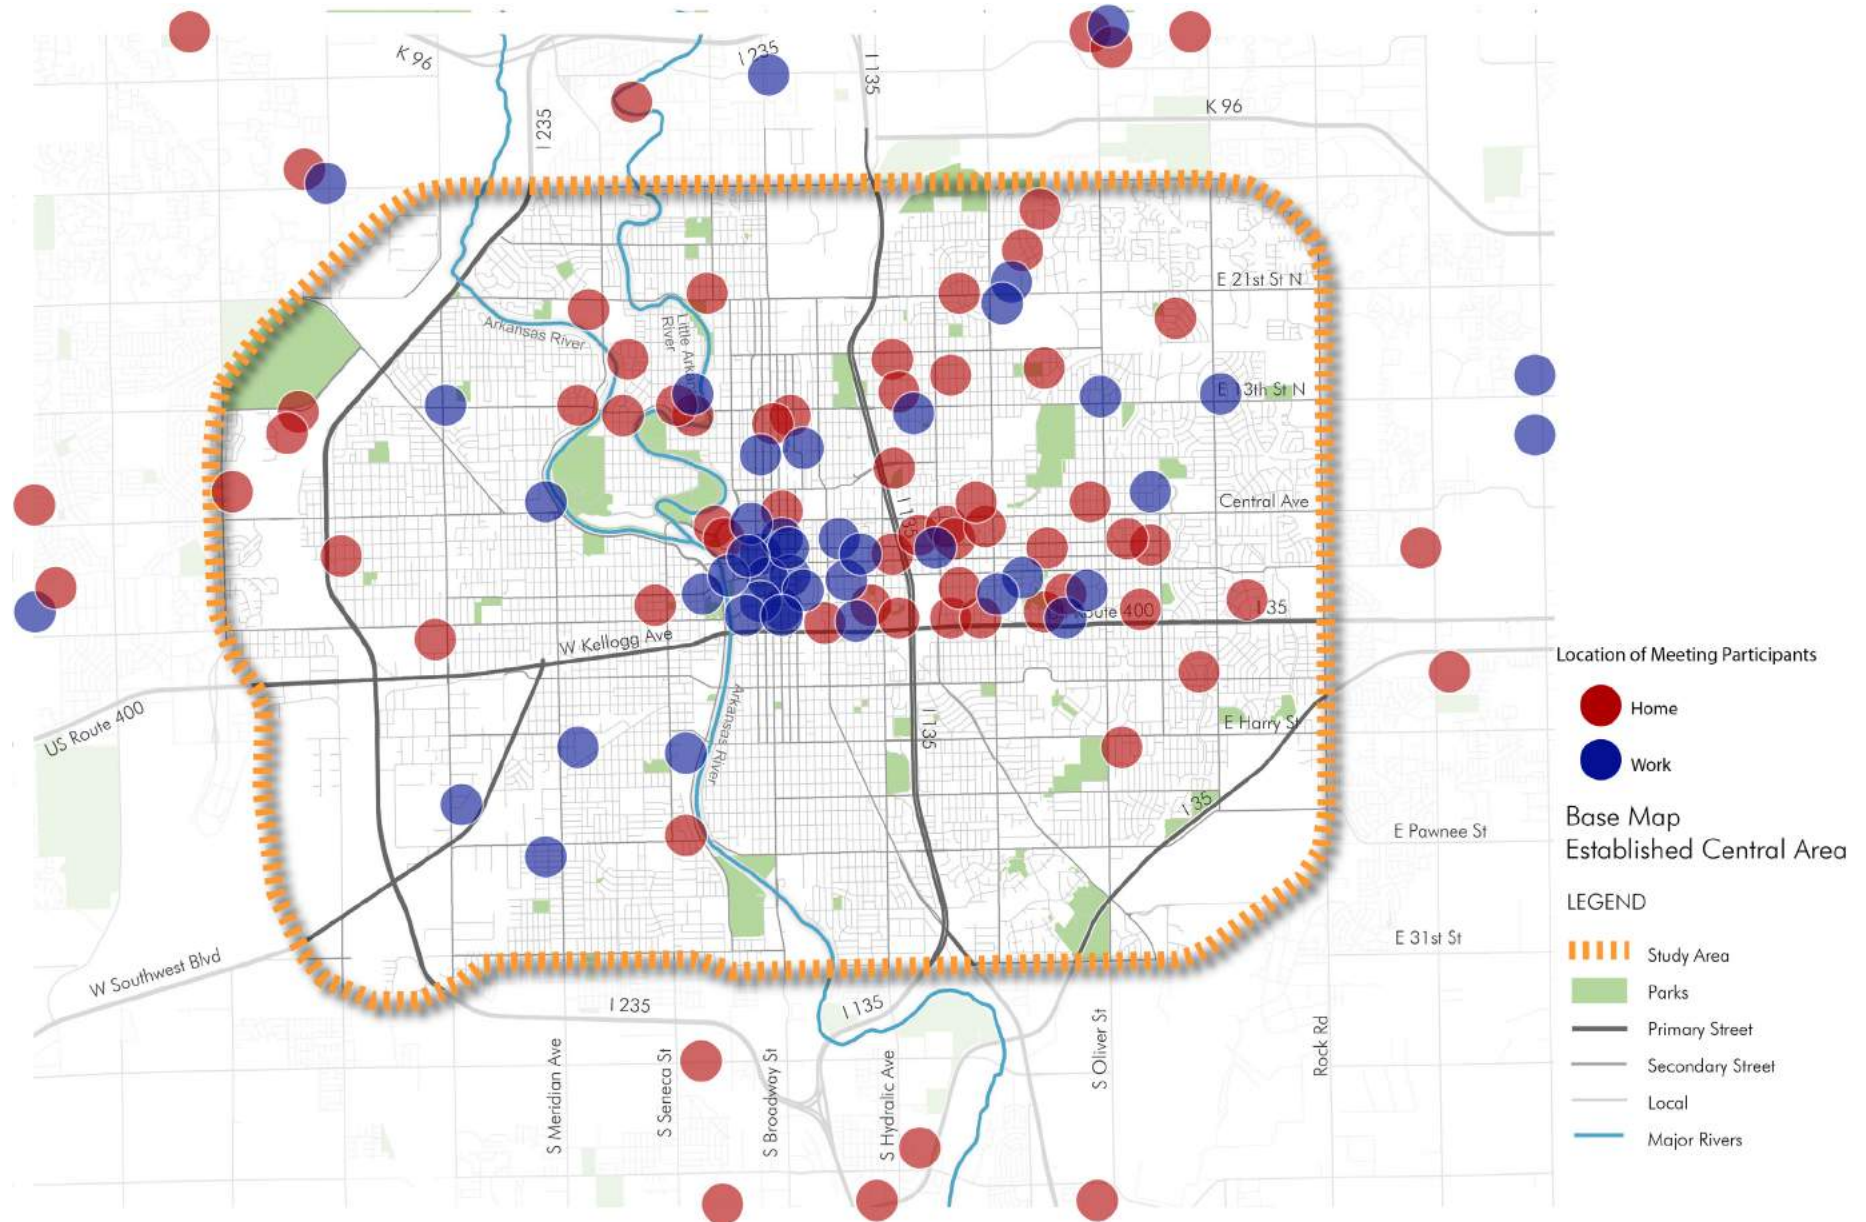 K 96
I 235
I 135
I 235
K 96
E 21st St N
Arkansas River
Little Arkan
River
E 13th St N
Central Ave
I 135
Route 400
I 35
W Kellogg Ave
US Route 400
Arkansas River
I 135
E Harry St
I 35
E Pawnee St
E 31st St
W Southwest Blvd
I 235
I 135
S Meridian Ave
S Seneca St
S Broadway St
S Hydralic Ave
S Oliver St
Rock Rd
Location of Meeting Participants
Home
Work
Base Map
Established Central Area
LEGEND
Study Area
Parks
Primary Street
Secondary Street
Local
Major Rivers